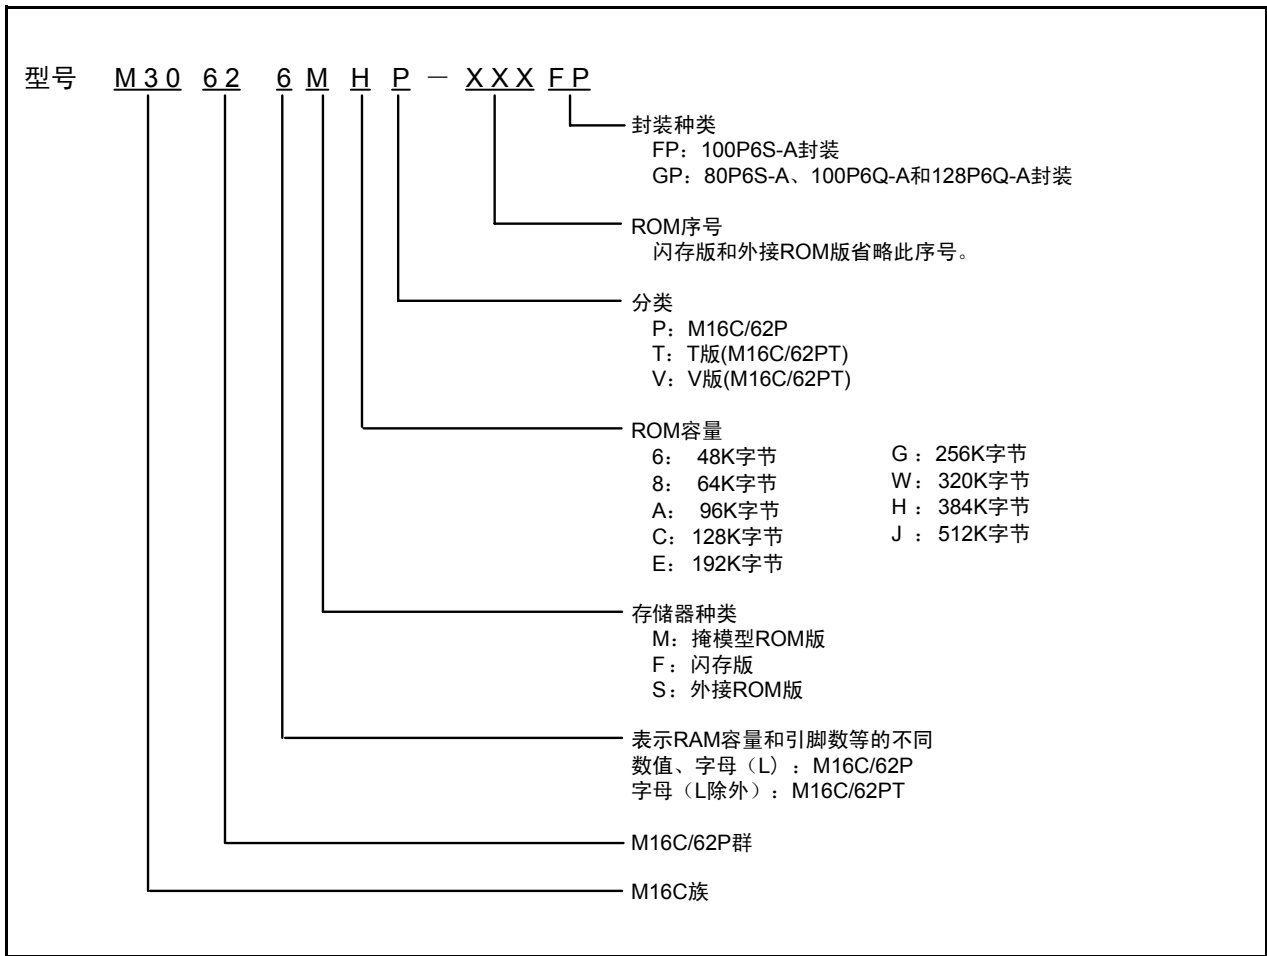 型号 M30 62 6 M H P － XXX FP
封装种类
FP：100P6S-A封装
GP：80P6S-A、100P6Q-A和128P6Q-A封装
ROM序号
闪存版和外接ROM版省略此序号。
分类
P：M16C/62P
T：T版(M16C/62PT)
V：V版(M16C/62PT)
ROM容量
6： 48K字节
8： 64K字节
A： 96K字节
C：128K字节
E：192K字节
G：256K字节
W：320K字节
H：384K字节
J：512K字节
存储器种类
M：掩模型ROM版
F：闪存版
S：外接ROM版
表示RAM容量和引脚数等的不同
数值、字母（L）：M16C/62P
字母（L除外）：M16C/62PT
M16C/62P群
M16C族